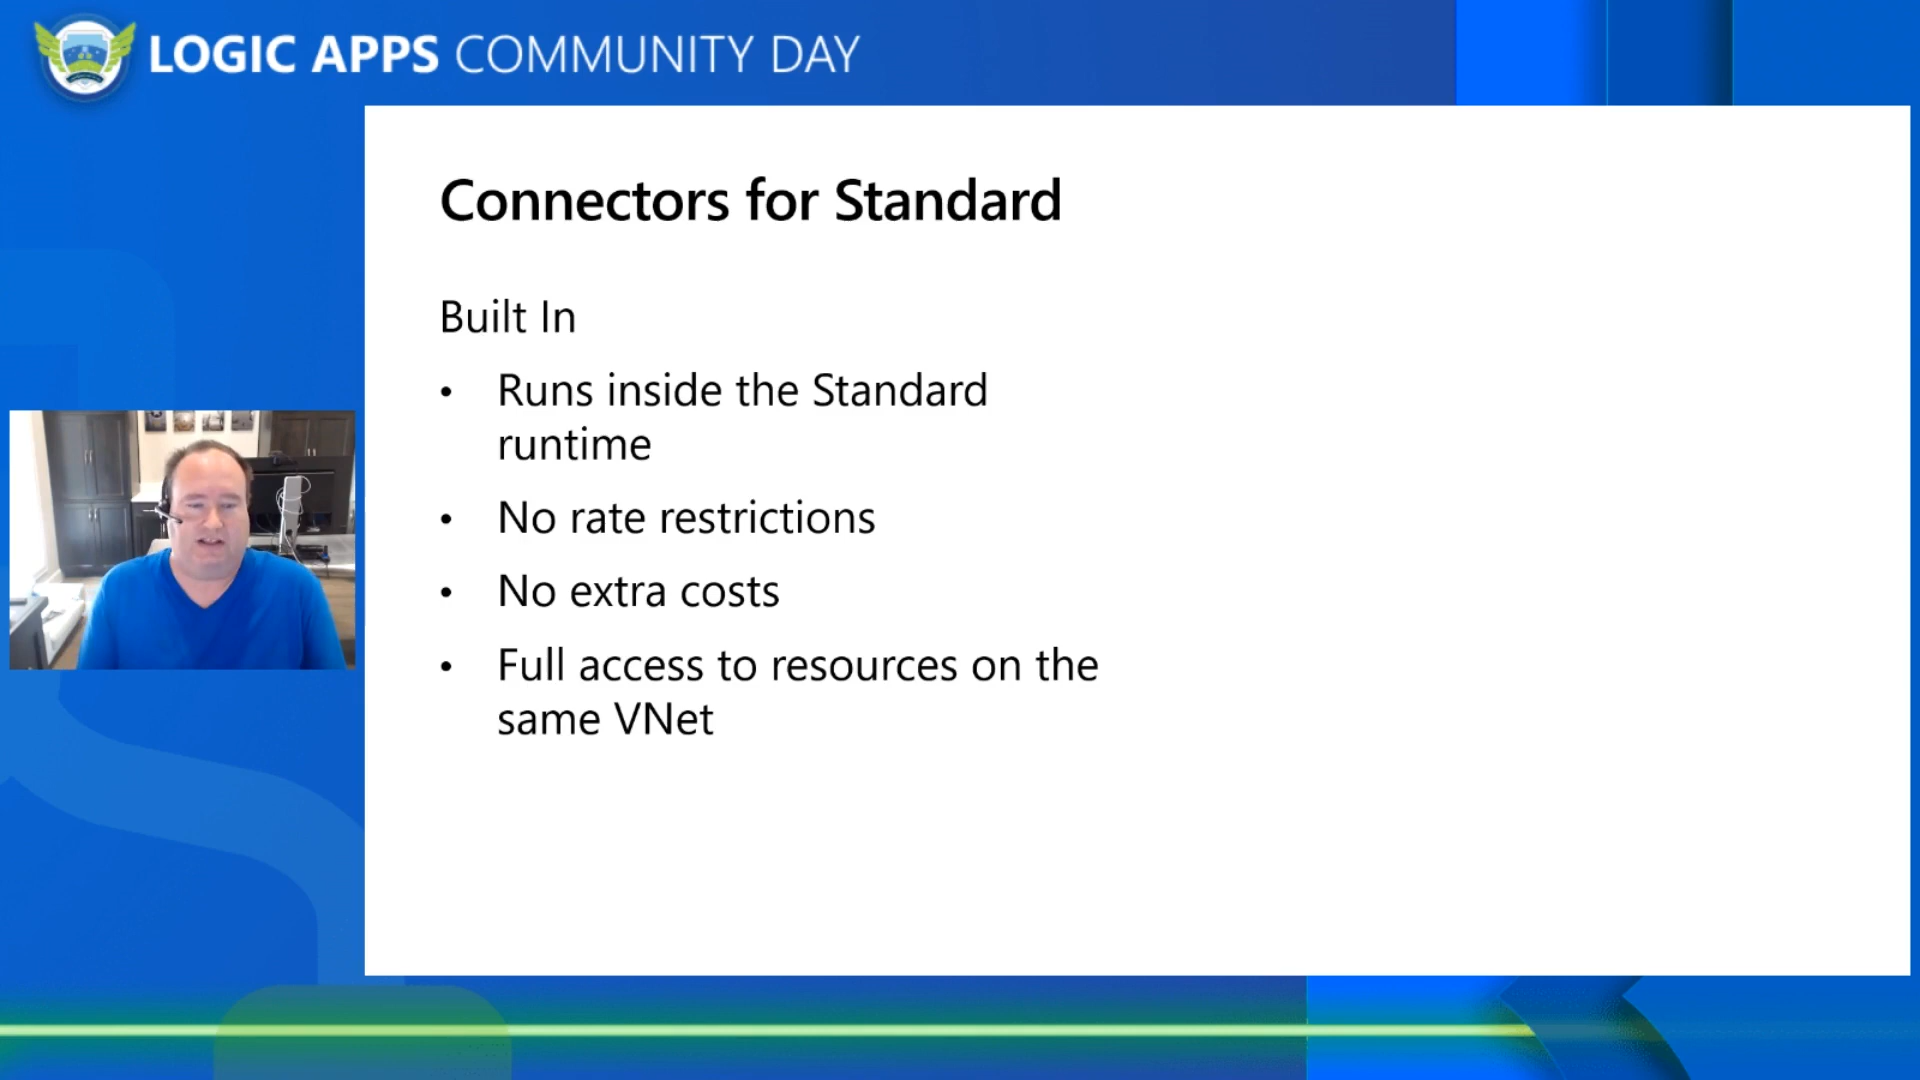 LOGIC APPS COMMUNITY DAY
Connectors for Standard
Built In
• Runs inside the Standard
runtime
• No rate restrictions
• No extra costs
• Full access to resources on the
same VNet